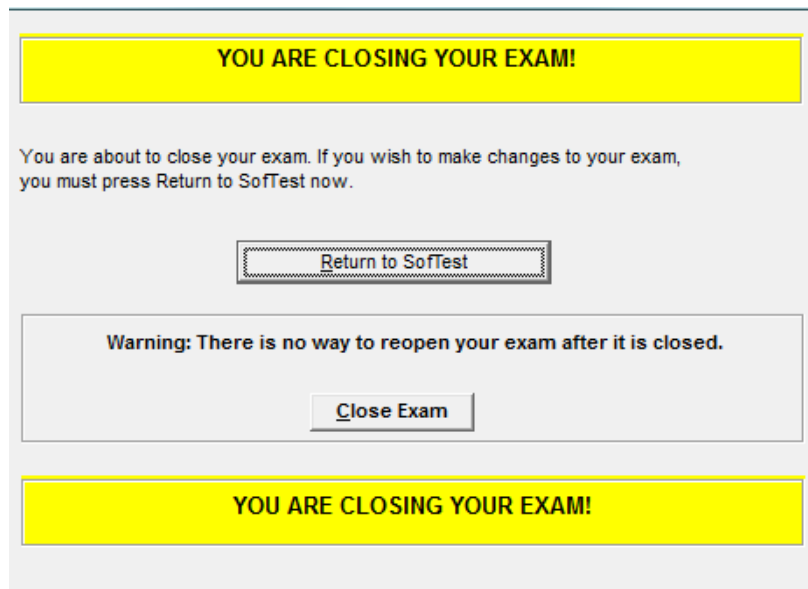 YOU ARE CLOSING YOUR EXAM!
You are about to close your exam. If you wish to make changes to your exam,
you must press Return to SofTest now.
Return to SofTest
Warning: There is no way to reopen your exam after it is closed.
Close Exam
YOU ARE CLOSING YOUR EXAM!